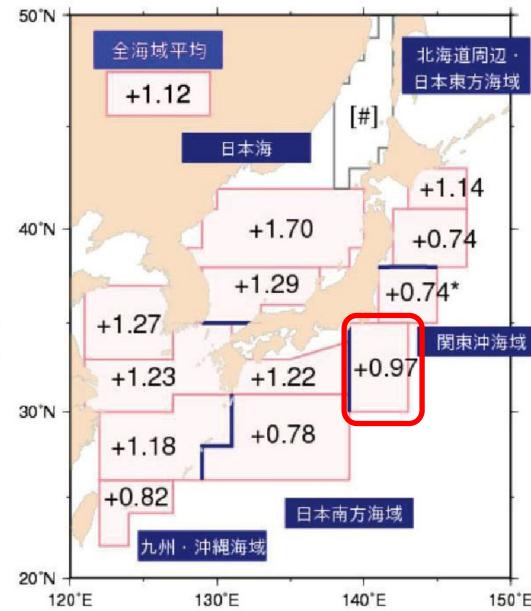 50˚N
全海域平均
+1.12
北海道周辺・
日本東方海域
[#]
日本海
+1.14
40˚N
+1.70
+0.74
+1.29
+0.74*
+1.27
関東沖海域
+0.97
+1.23
+1.22
30˚N
+1.18
+0.78
+0.82
日本南方海域
九州・沖縄海域
20˚N
120˚E
130˚E
140˚E
150˚E